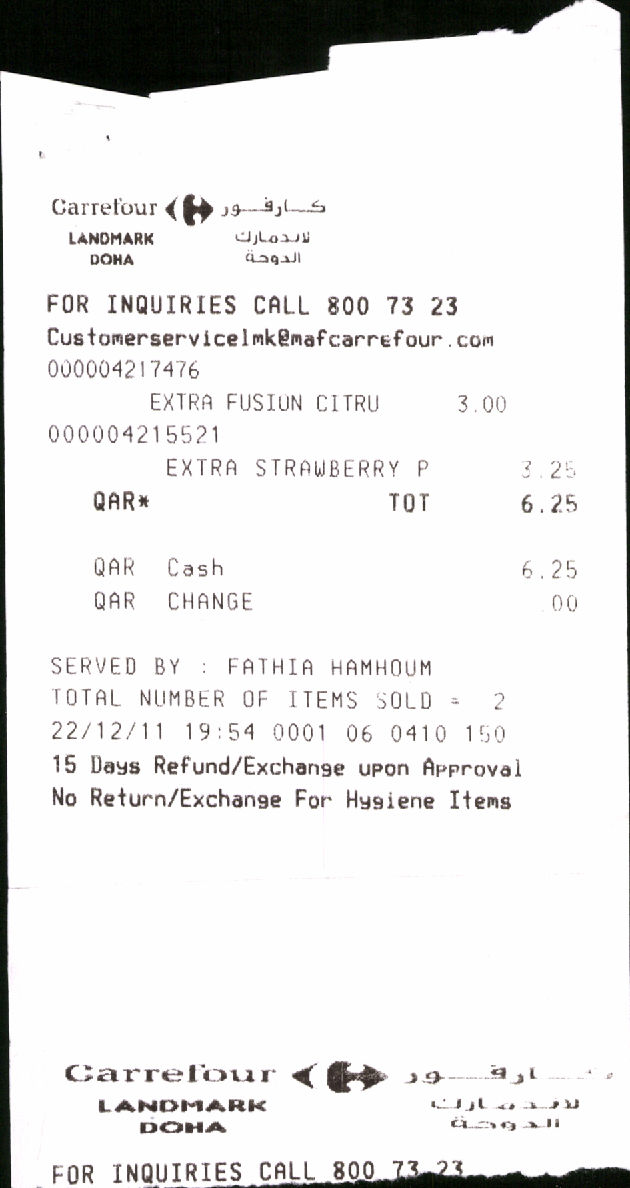 Carrefour كارفور
LANDMARK لاندمارك
DOHA الدوحة
FOR INQUIRIES CALL 800 73 23
Customerservicelmk@mafcarrefour.com
000004217476
EXTRA FUSION CITRU 3.00
000004215521
EXTRA STRAWBERRY P 3.25
QAR* TOT 6.25
QAR Cash 6.25
QAR CHANGE .00
SERVED BY : FATHIA HAMHOUM
TOTAL NUMBER OF ITEMS SOLD = 2
22/12/11 19:54 0001 06 0410 150
15 Days Refund/Exchange upon Approval
No Return/Exchange For Hygiene Items
Carrefour كارفور
LANDMARK لاندمارك
DOHA الدوحة
FOR INQUIRIES CALL 800 73 23